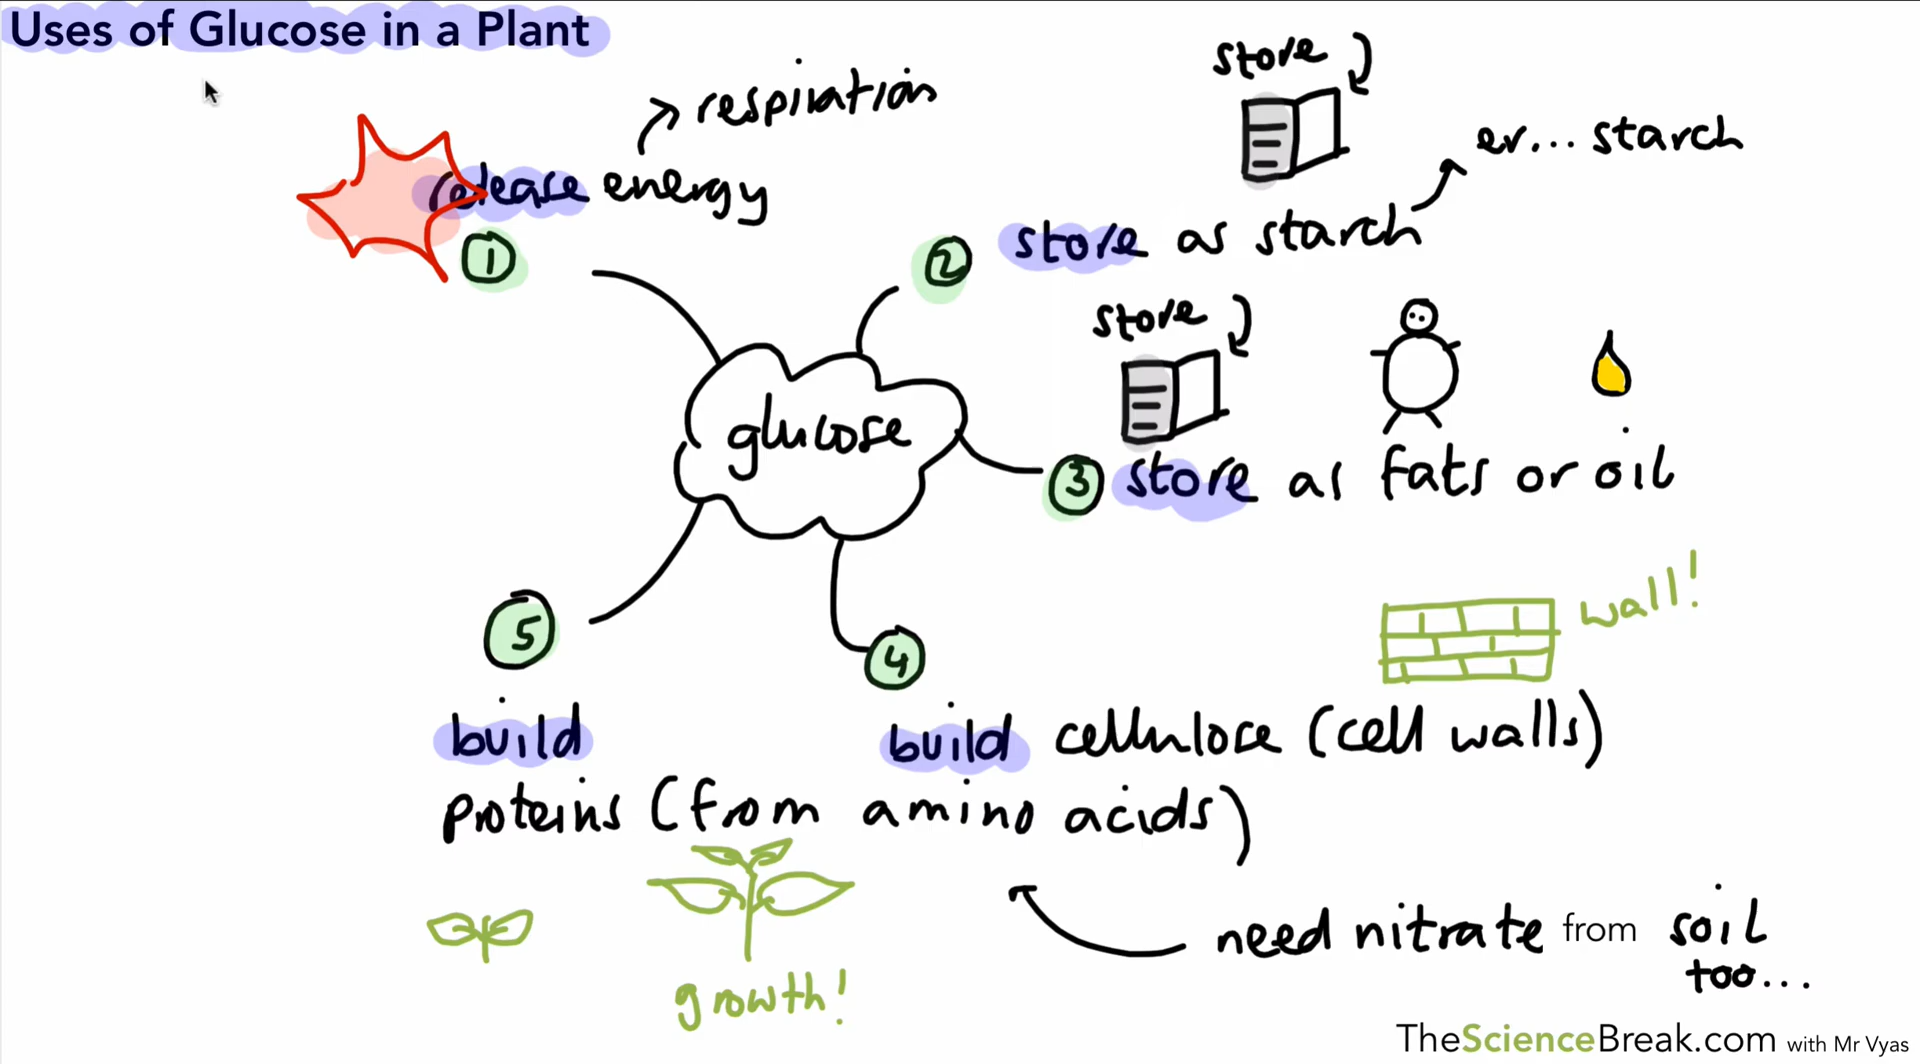 Uses of Glucose in a Plant
respiration
release energy
1
store
er... starch
2 store as starch
store
glucose
3 store as fats or oil
wall!
5
4
build
proteins (from amino acids)
build cellulose (cell walls)
need nitrate from soil
too...
growth!
TheScienceBreak.com with Mr Vyas